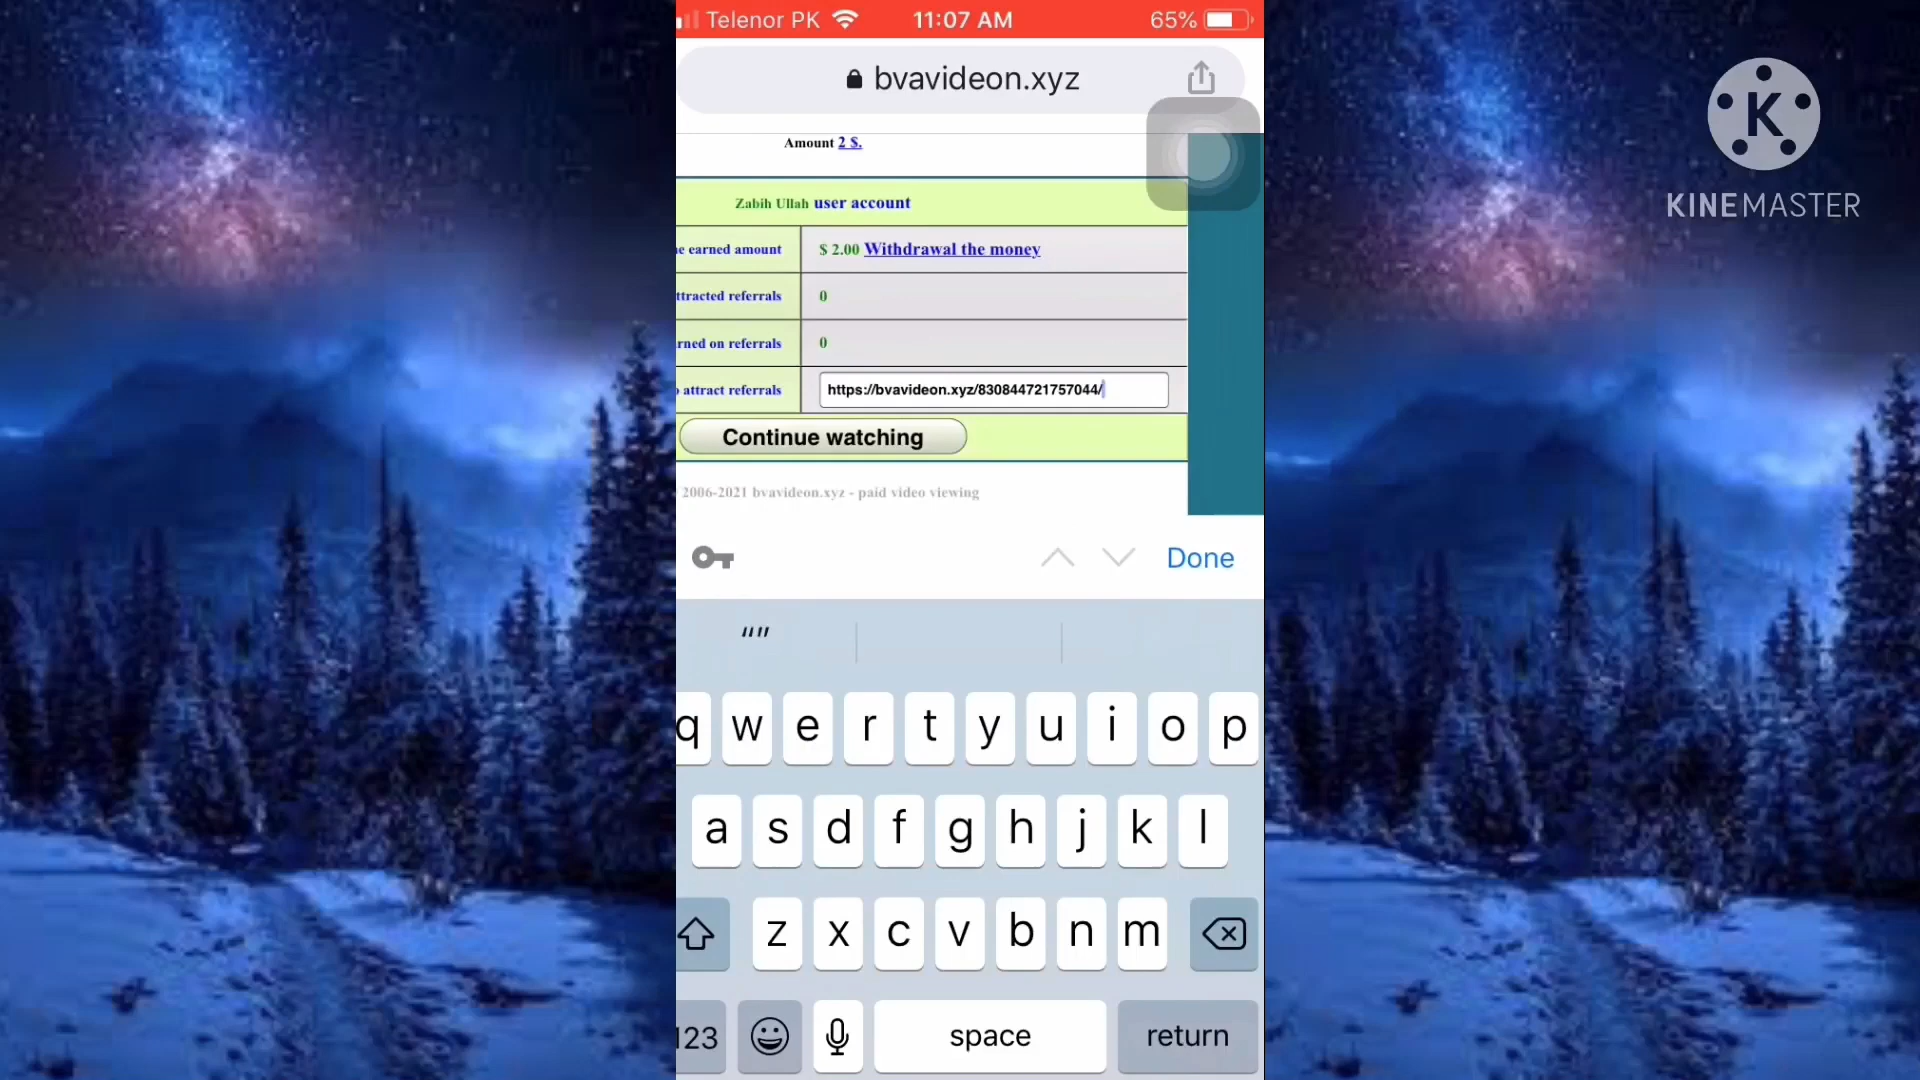 Telenor PK 11:07 AM 65%
bvavideon.xyz
Amount 2 $.
Zabih Ullah user account
earned amount $ 2.00 Withdrawal the money
referrals 0
on referrals 0
attract referrals https://bvavideon.xyz/830844721757044/
Continue watching
2006-2021 bvavideon.xyz - paid video viewing
Done
“”
q w e r t y u i o p
a s d f g h j k l
z x c v b n m
123 space return
K
KINEMASTER